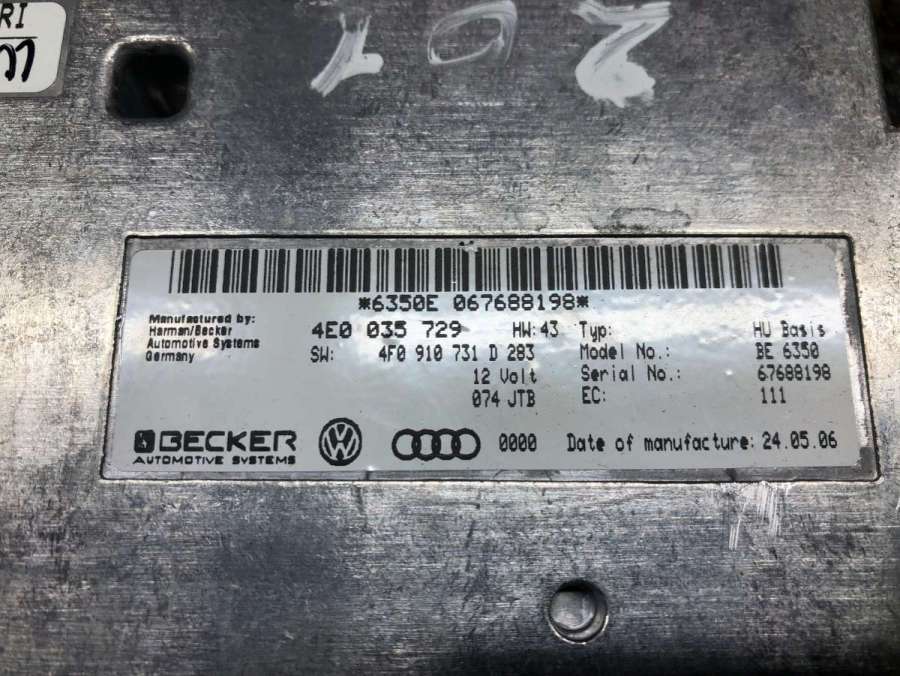 RI
*6350E 067688198*
Manufactured by:
Harman/Becker
Automotive Systems
Germany
4E0 035 729 HW:43
SW: 4F0 910 731 D 283
12 Volt
074 JTB
Typ: HU Basis
Model No.: BE 6350
Serial No.: 67688198
EC: 111
BECKER
AUTOMOTIVE SYSTEMS
0000 Date of manufacture: 24.05.06